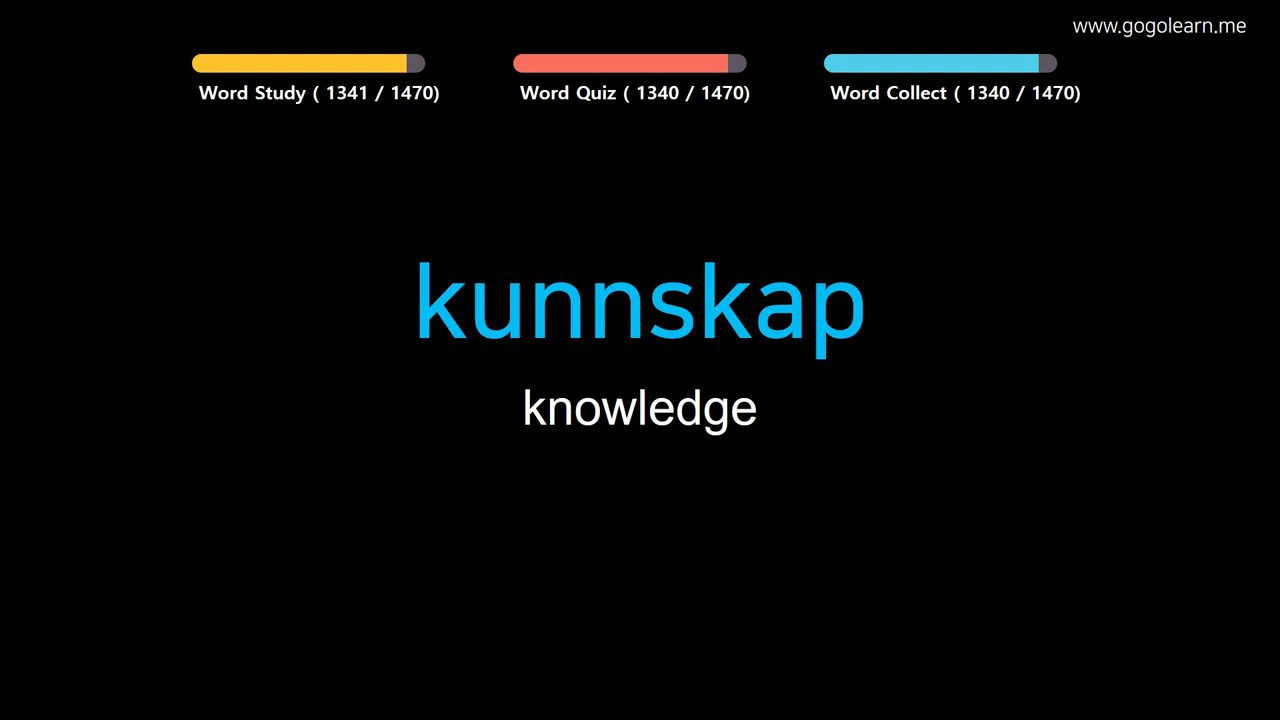 www.gogolearn.me
Word Study ( 1341 / 1470)
Word Quiz ( 1340 / 1470)
Word Collect ( 1340 / 1470)
kunnskap
knowledge